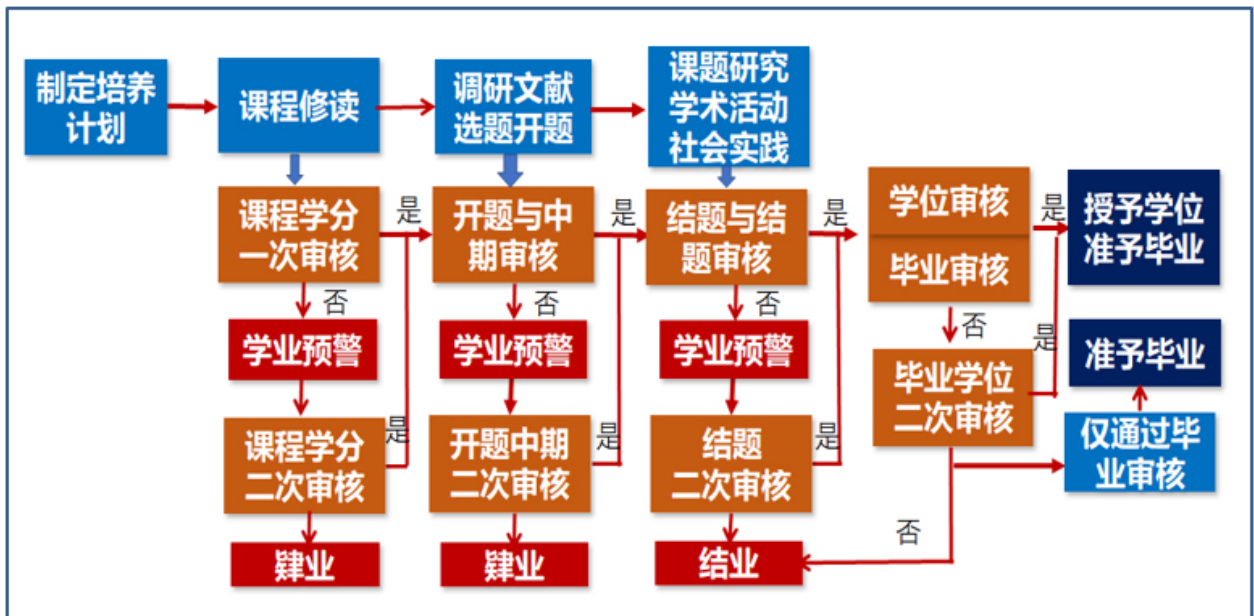 制定培养
计划
课程修读
调研文献
选题开题
课题研究
学术活动
社会实践
课程学分
一次审核
是
开题与中
期审核
是
结题与结
题审核
是
学位审核
毕业审核
是
授予学位
准予毕业
否
否
否
否
学业预警
学业预警
学业预警
毕业学位
二次审核
是
准予毕业
课程学分
二次审核
是
开题中期
二次审核
是
结题
二次审核
是
仅通过毕
业审核
肄业
肄业
结业
否